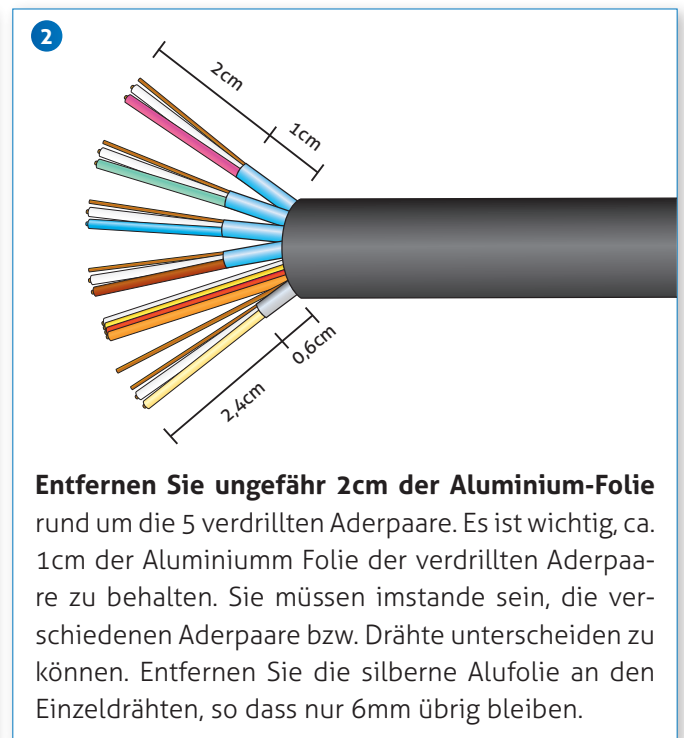 2
2cm
1cm
0,6cm
2,4cm
Entfernen Sie ungefähr 2cm der Aluminium-Folie
rund um die 5 verdrillten Aderpaare. Es ist wichtig, ca.
1cm der Aluminiumm Folie der verdrillten Aderpaa-
re zu behalten. Sie müssen imstande sein, die ver-
schiedenen Aderpaare bzw. Drähte unterscheiden zu
können. Entfernen Sie die silberne Alufolie an den
Einzeldrähten, so dass nur 6mm übrig bleiben.